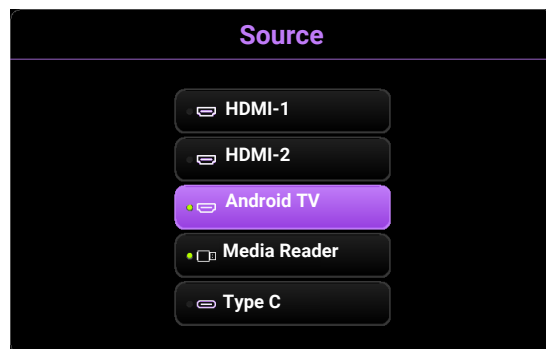 Source
HDMI-1
HDMI-2
Android TV
Media Reader
Type C